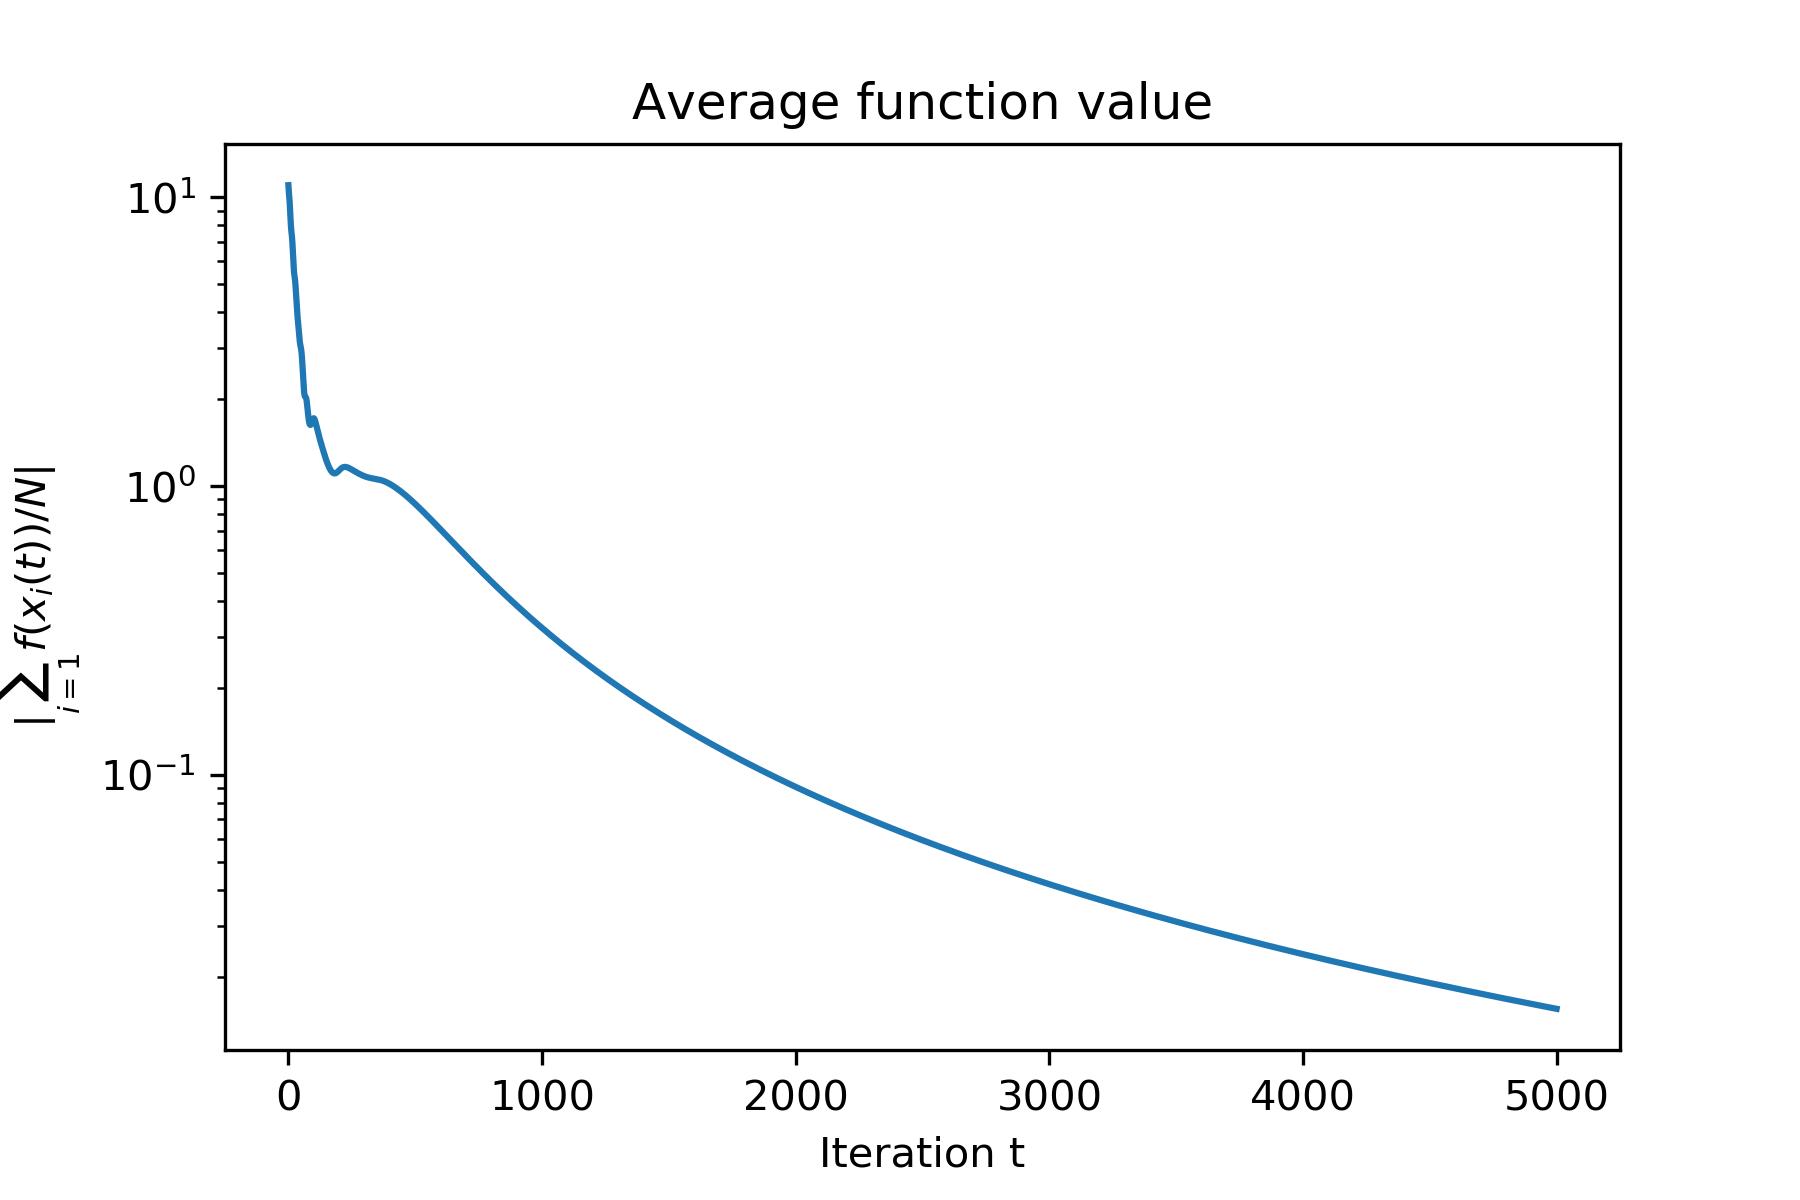 Average function value
|∑_{i=1} f(x_i(t))/N|
10^1
10^0
10^{−1}
0 1000 2000 3000 4000 5000
Iteration t